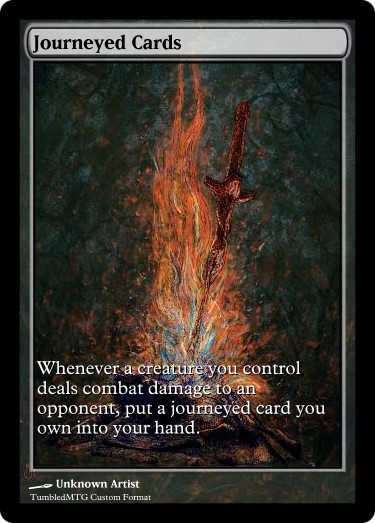 Journeyed Cards
Whenever a creature you control
deals combat damage to an
opponent, put a journeyed card you
own into your hand.
Unknown Artist
TumbledMTG Custom Format